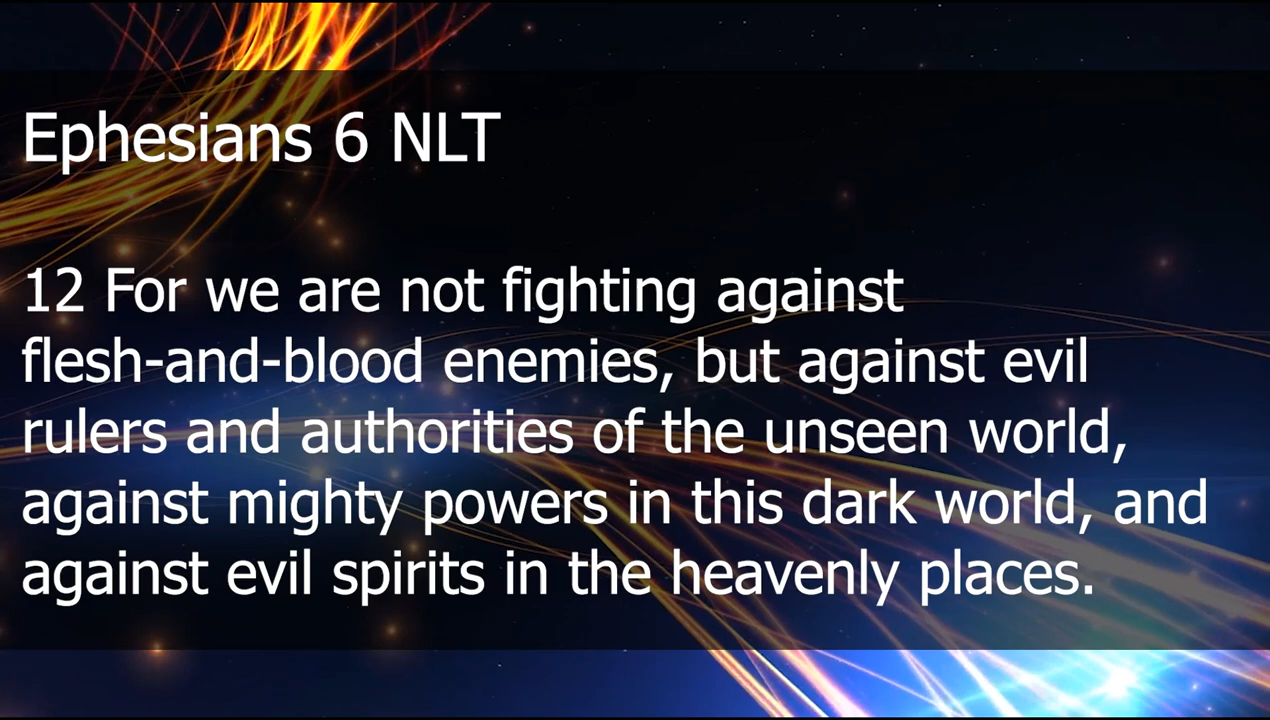 Ephesians 6 NLT
12 For we are not fighting against
flesh-and-blood enemies, but against evil
rulers and authorities of the unseen world,
against mighty powers in this dark world, and
against evil spirits in the heavenly places.